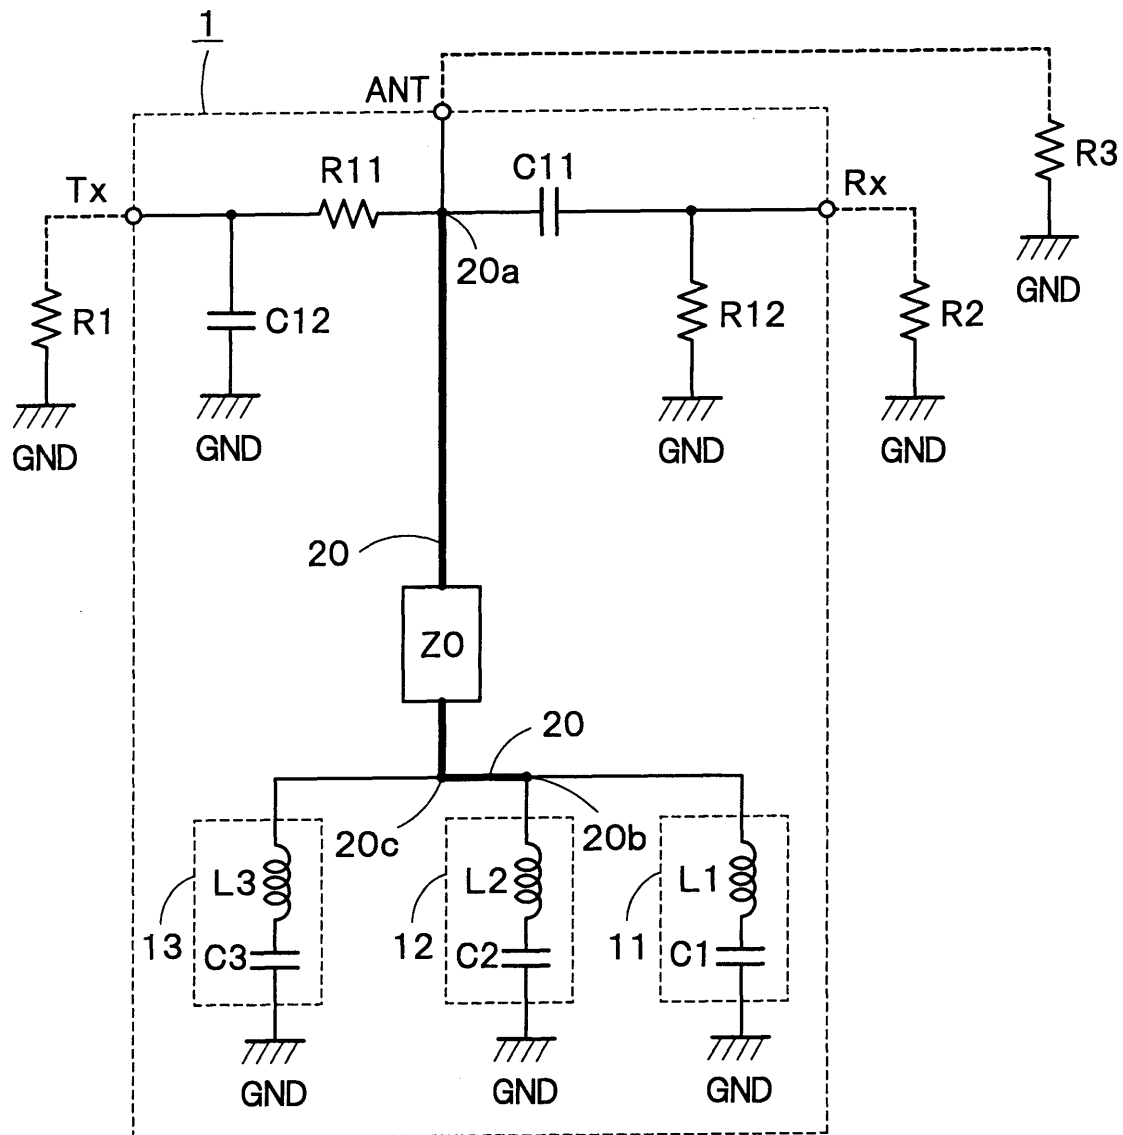 1
ANT
R3
GND
Tx
R11
C11
Rx
20a
R1
GND
C12
GND
R12
GND
R2
GND
20
Z0
20
20c
20b
L3
C3
13
L2
C2
12
L1
C1
11
GND
GND
GND